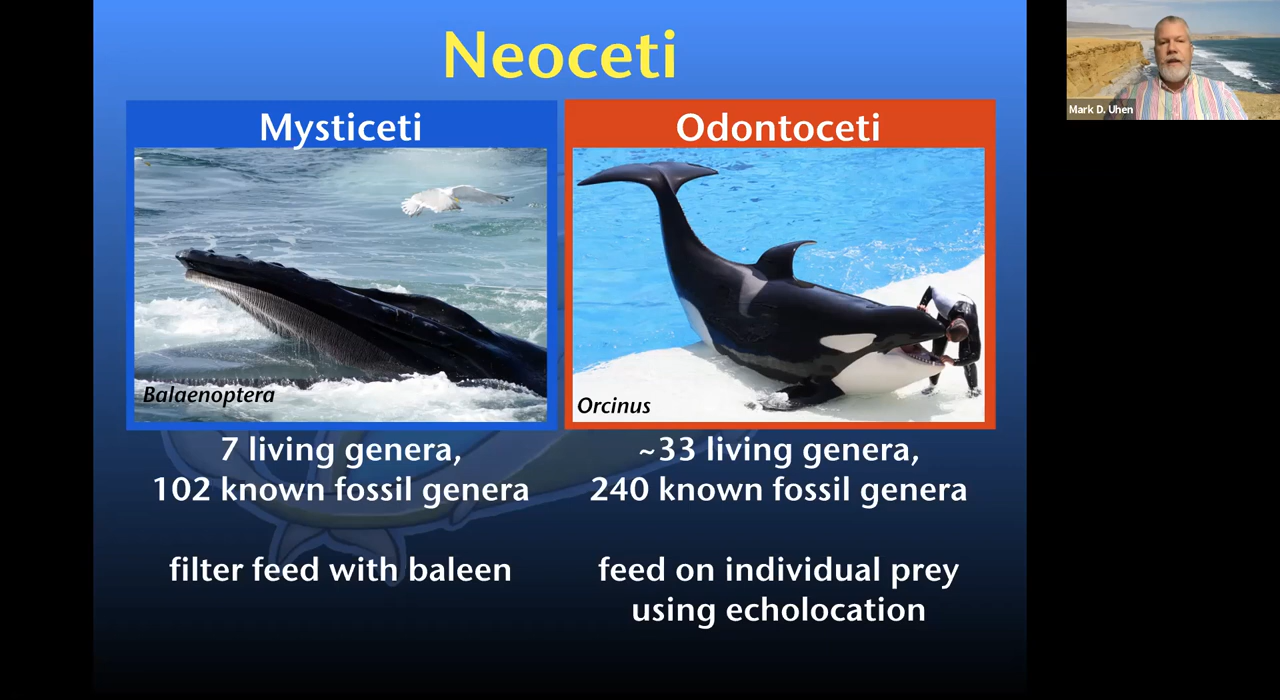 Neoceti
Mysticeti
Balaenoptera
7 living genera,
102 known fossil genera
filter feed with baleen
Odontoceti
Orcinus
~33 living genera,
240 known fossil genera
feed on individual prey
using echolocation
Mark D. Uhen